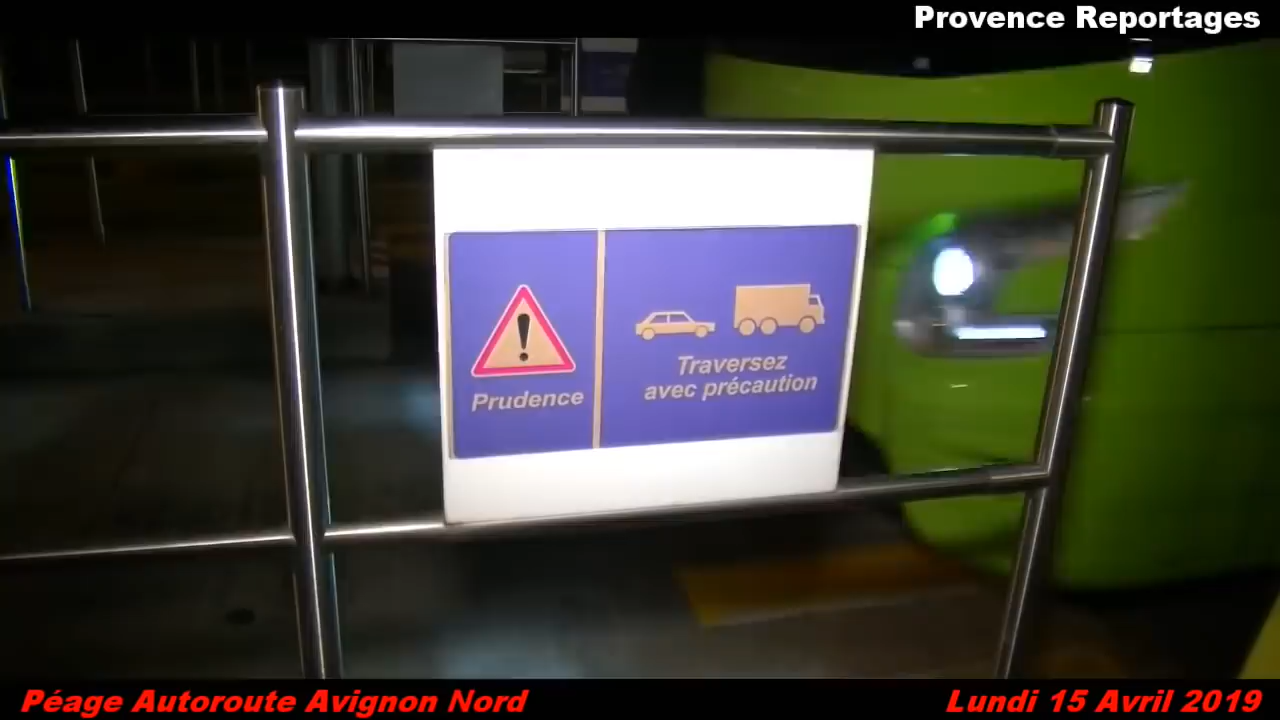 Provence Reportages
Prudence
Traversez
avec précaution
Péage Autoroute Avignon Nord
Lundi 15 Avril 2019